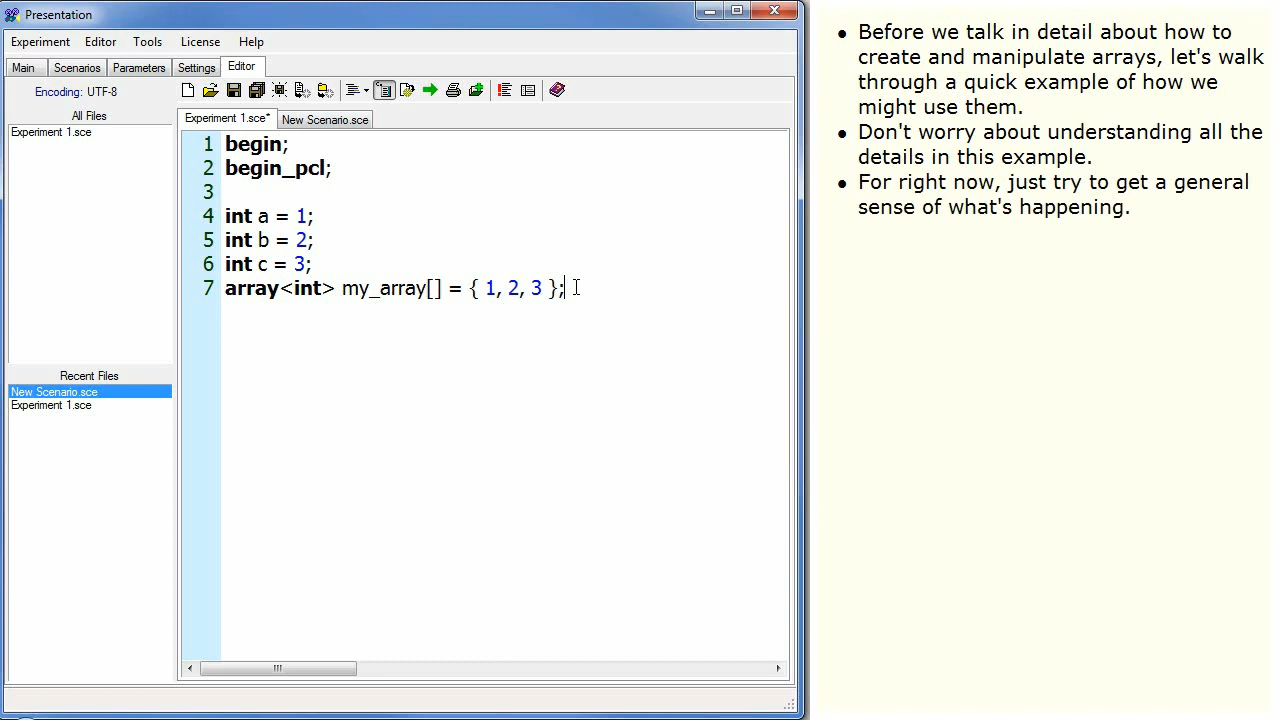 Presentation
Experiment Editor Tools License Help
Main Scenarios Parameters Settings Editor
Encoding: UTF-8
All Files
Experiment 1.sce
Recent Files
New Scenario.sce
Experiment 1.sce
Experiment 1.sce* New Scenario.sce
1 begin;
2 begin_pcl;
3
4 int a = 1;
5 int b = 2;
6 int c = 3;
7 array<int> my_array[] = { 1, 2, 3 };
• Before we talk in detail about how to
create and manipulate arrays, let's walk
through a quick example of how we
might use them.
• Don't worry about understanding all the
details in this example.
• For right now, just try to get a general
sense of what's happening.